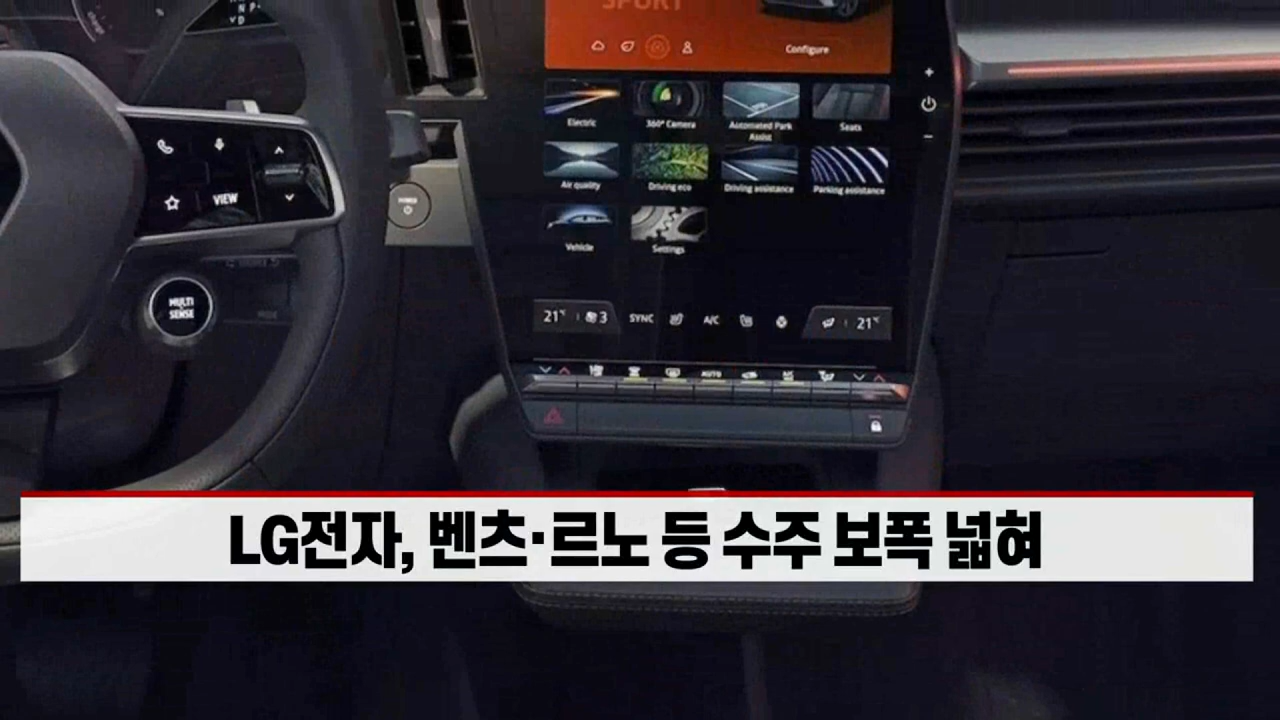 N P
D
SPORT
Configure
Electric
360° Camera
Automated Park
Assist
Seats
Air quality
Driving eco
Driving assistance
Parking assistance
Vehicle
Settings
VIEW
POWER
MULTI
SENSE
21°C
3
SYNC
A/C
21°C
AUTO
LG전자, 벤츠·르노 등 수주 보폭 넓혀